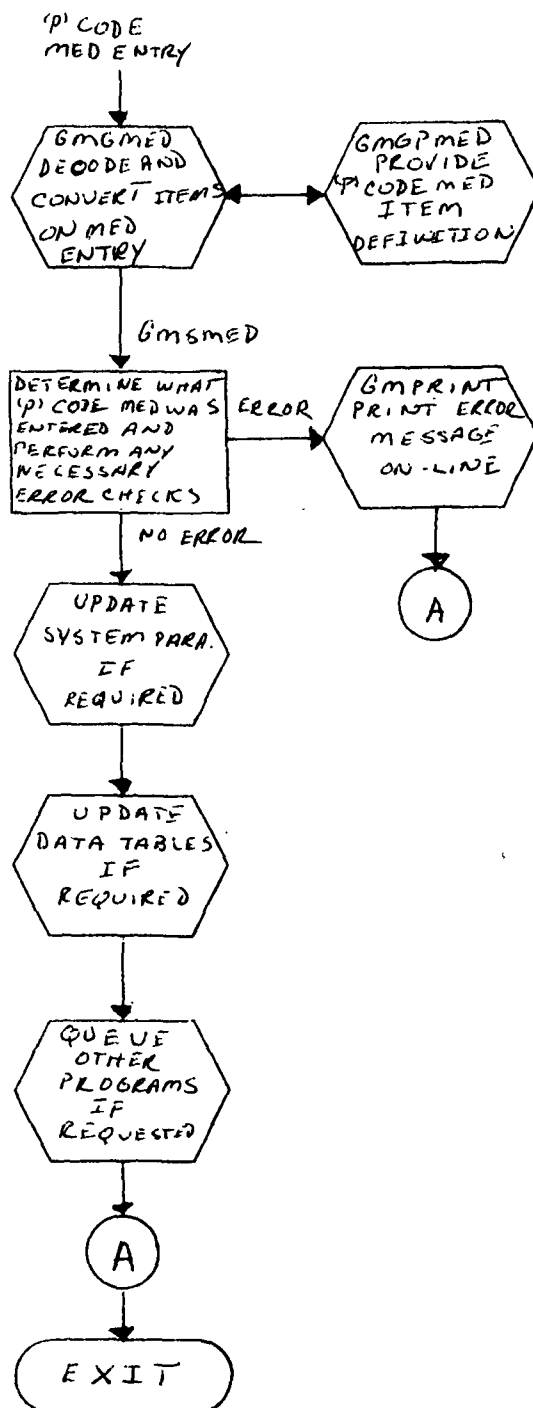 'P' CODE
MED ENTRY
GMGMED
DECODE AND
CONVERT ITEMS
ON MED
ENTRY
GMGPMED
PROVIDE
'P' CODE MED
ITEM
DEFINITION
GMSMED
DETERMINE WHAT
'P' CODE MED WAS
ENTERED AND
PERFORM ANY
NECESSARY
ERROR CHECKS
ERROR
GMPRINT
PRINT ERROR
MESSAGE
ON-LINE
A
NO ERROR
UPDATE
SYSTEM PARA.
IF
REQUIRED
UPDATE
DATA TABLES
IF
REQUIRED
QUEUE
OTHER
PROGRAMS
IF
REQUESTED
A
EXIT